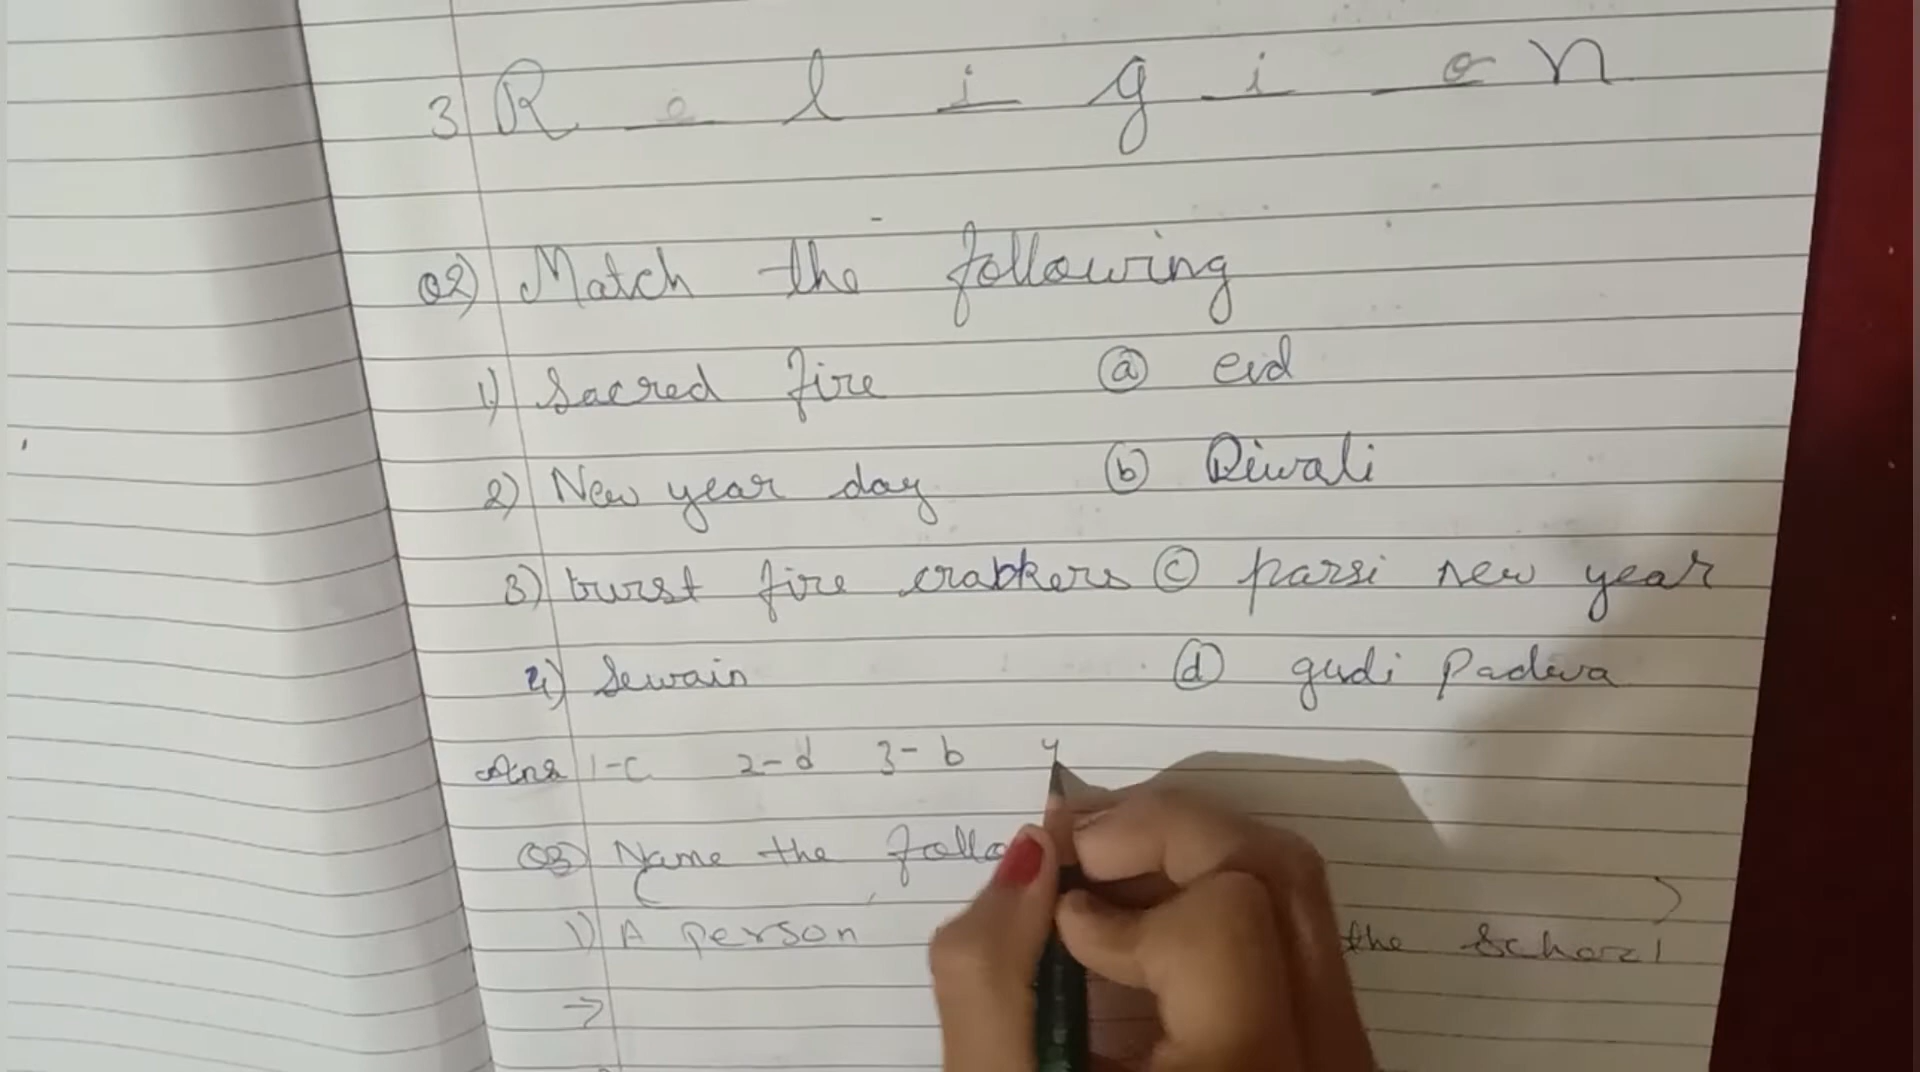 3 R e l i g i o n
Q2) Match the following
1) Sacred fire ⓐ eid
2) New year day ⓑ Diwali
3) burst fire crabkers ⓒ parsi new year
4) Sewain ⓓ gudi Padwa
Ans 1-c 2-d 3-b 4
Q3) Name the follo
1) A person the school
→